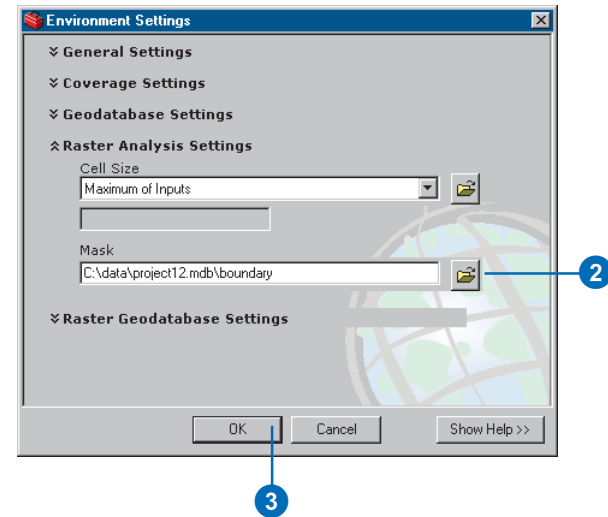 Environment Settings
General Settings
Coverage Settings
Geodatabase Settings
Raster Analysis Settings
Cell Size
Maximum of Inputs
Mask
C:\data\project12.mdb\boundary
2
Raster Geodatabase Settings
OK
Cancel
Show Help >>
3